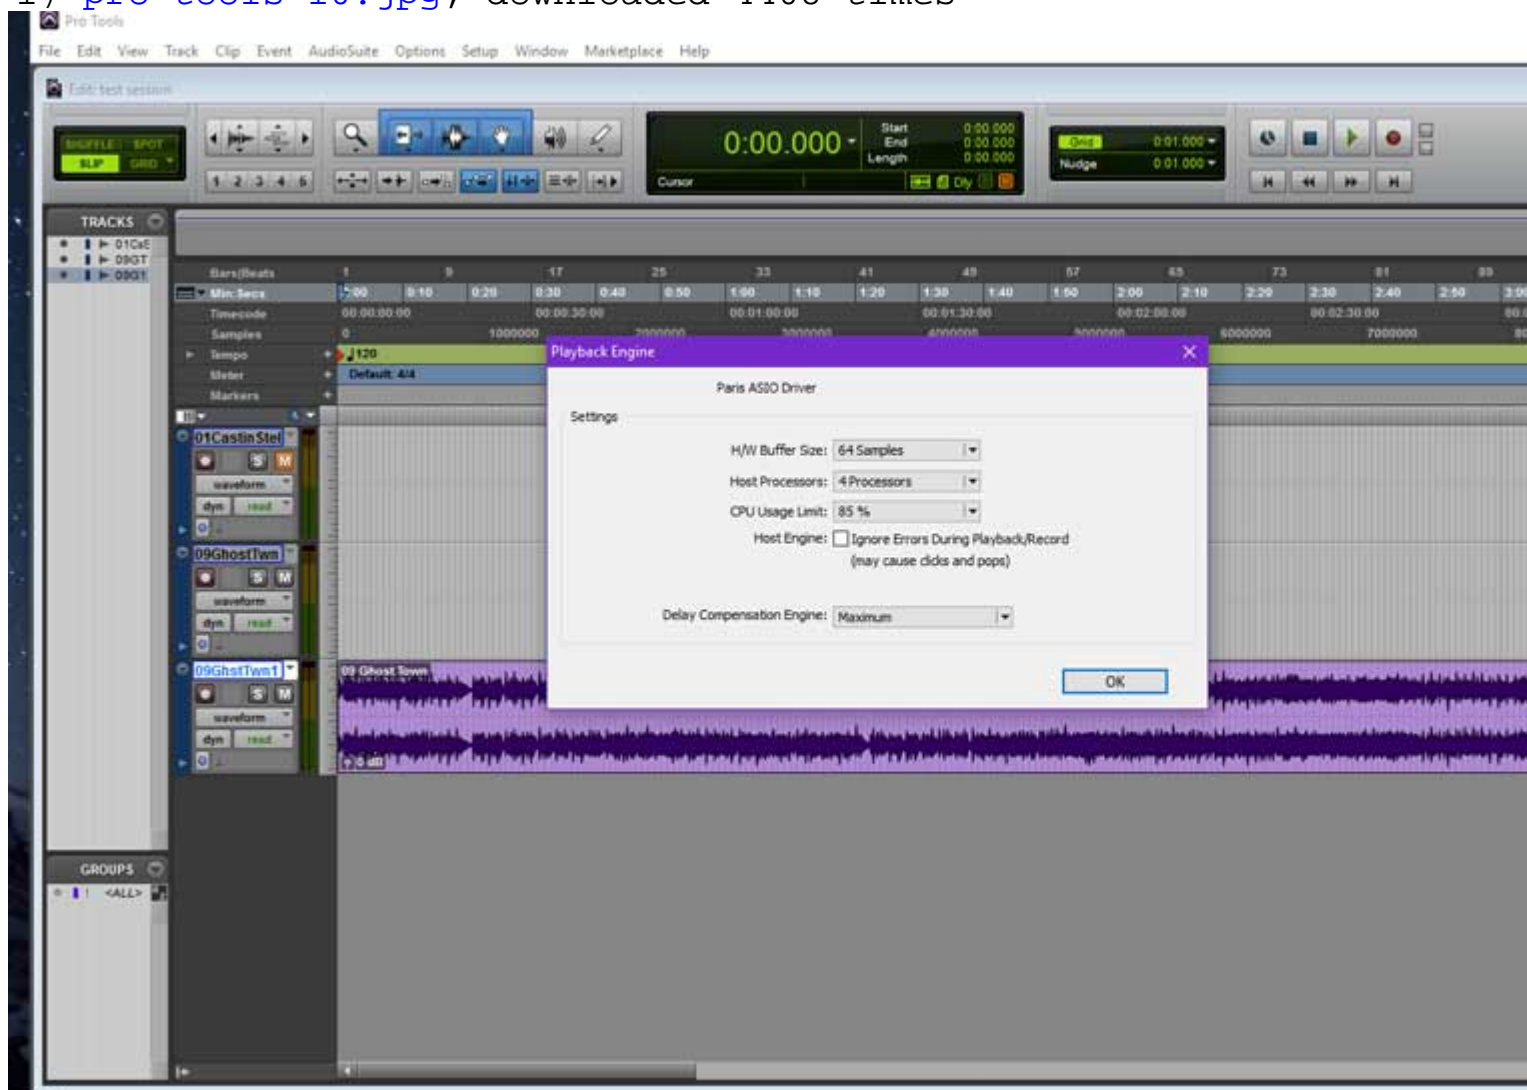 Pro Tools
File Edit View Track Clip Event AudioSuite Options Setup Window Marketplace Help
Edit: test session
SHUFFLE SPOT
SLIP GRID
1 2 3 4 5
0:00.000
Start 0:00.000
End 0:00.000
Length 0:00.000
Cursor
Dly
Grid 0:01.000
Nudge 0:01.000
TRACKS
01CsS
09GT
09GT
Bars|Beats 1 9 17 25 33 41 49 57 65 73 81 89
Min:Secs 0:00 0:10 0:20 0:30 0:40 0:50 1:00 1:10 1:20 1:30 1:40 1:50 2:00 2:10 2:20 2:30 2:40 2:50
Timecode 00:00:00:00 00:00:30:00 00:01:00:00 00:01:30:00 00:02:00:00 00:02:30:00
Samples 0 1000000 2000000 3000000 4000000 5000000 6000000 7000000
Tempo 120
Meter Default: 4/4
Markers
01CastinStel
S M
waveform
dyn read
09GhostTwn
S M
waveform
dyn read
09GhstTwn1
S M
waveform
dyn read
09 Ghost Town
0 dB
Playback Engine
Paris ASIO Driver
Settings
H/W Buffer Size: 64 Samples
Host Processors: 4 Processors
CPU Usage Limit: 85 %
Host Engine: Ignore Errors During Playback/Record
(may cause clicks and pops)
Delay Compensation Engine: Maximum
OK
GROUPS
! <ALL>